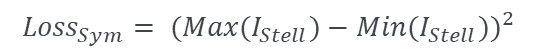 Loss_Sym = (Max(I_Stell) − Min(I_Stell))²